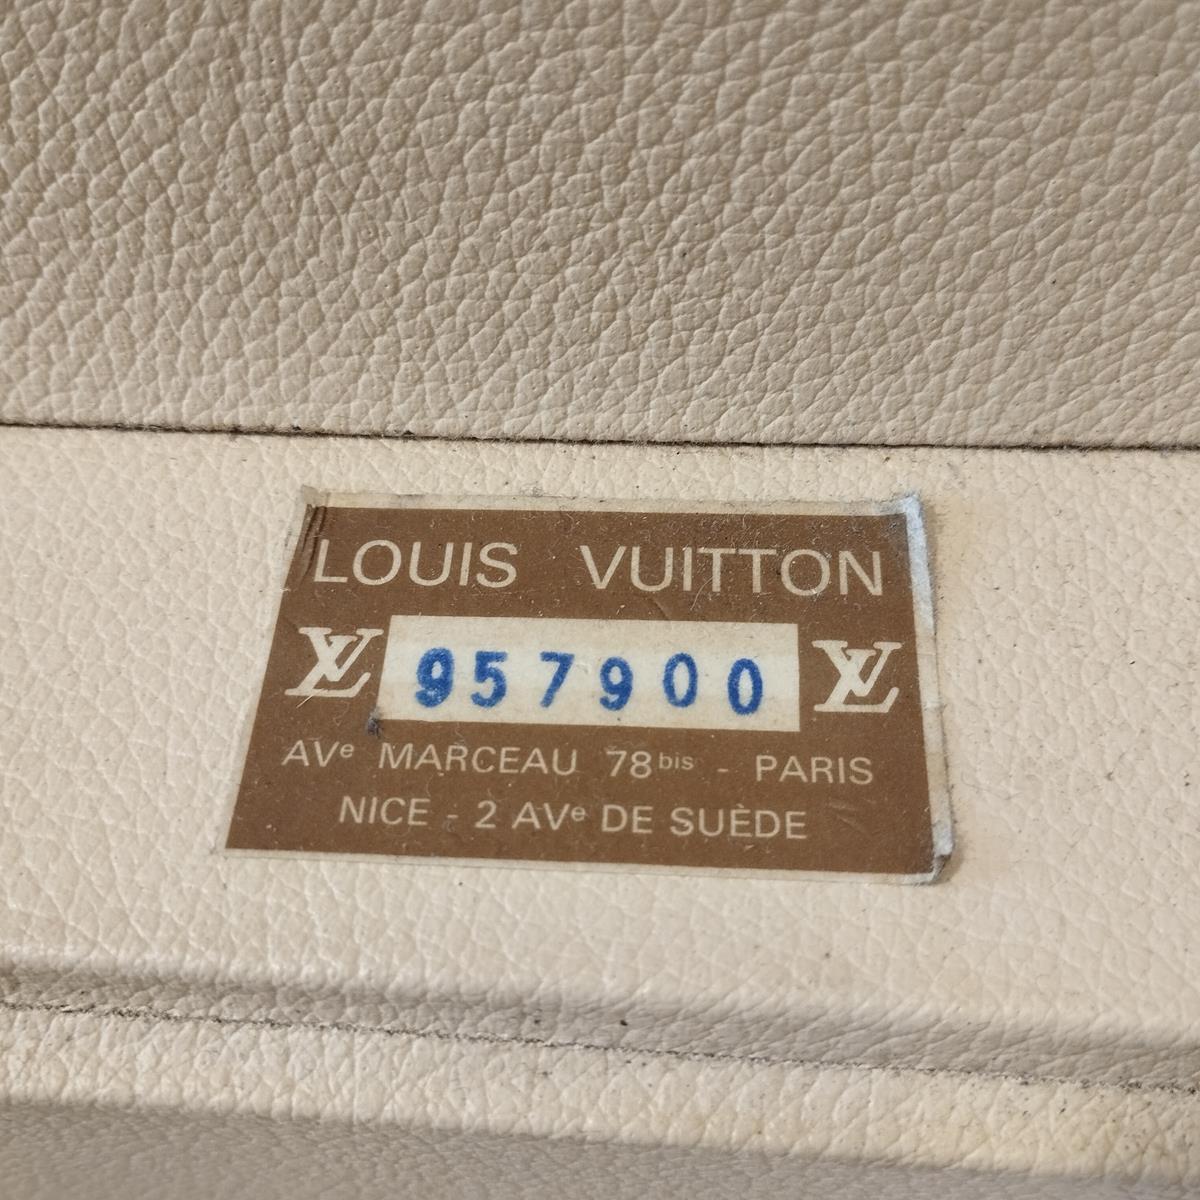 LOUIS VUITTON
LV 957900 LV
AVe MARCEAU 78bis - PARIS
NICE - 2 AVe DE SUÈDE